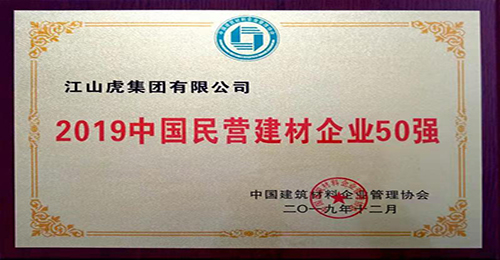 江山虎集团有限公司
2019中国民营建材企业50强
中国建筑材料企业管理协会
二〇一九年十二月